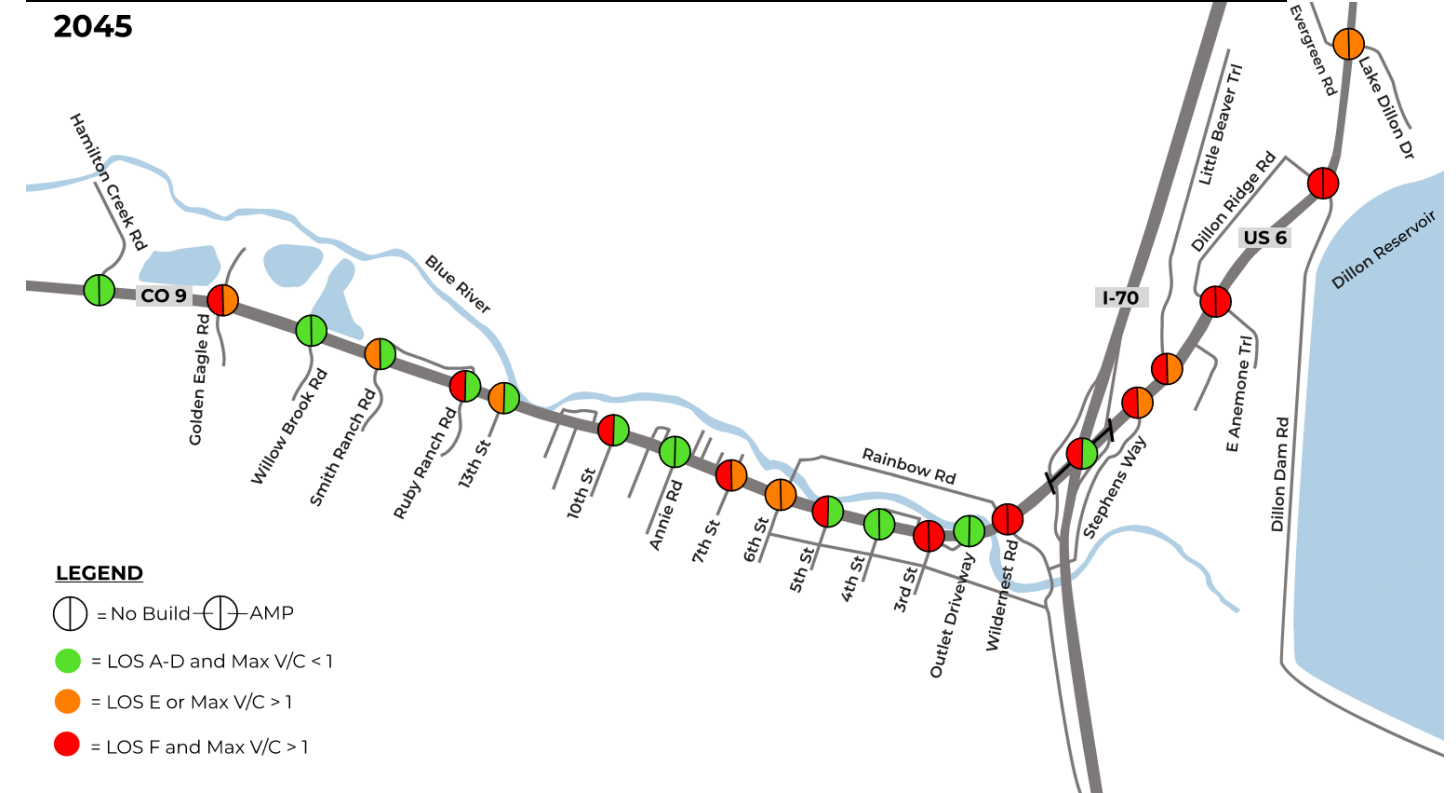 2045
Evergreen Rd
Lake Dillon Dr
Little Beaver Trl
Hamilton Creek Rd
Dillon Ridge Rd
Dillon Reservoir
US 6
Blue River
I-70
CO 9
Golden Eagle Rd
Willow Brook Rd
Smith Ranch Rd
Ruby Ranch Rd
13th St
10th St
Annie Rd
7th St
6th St
5th St
4th St
3rd St
Outlet Driveway
Wildernest Rd
Rainbow Rd
Stephens Way
E Anemone Trl
Dillon Dam Rd
LEGEND
= No Build AMP
= LOS A-D and Max V/C < 1
= LOS E or Max V/C > 1
= LOS F and Max V/C > 1